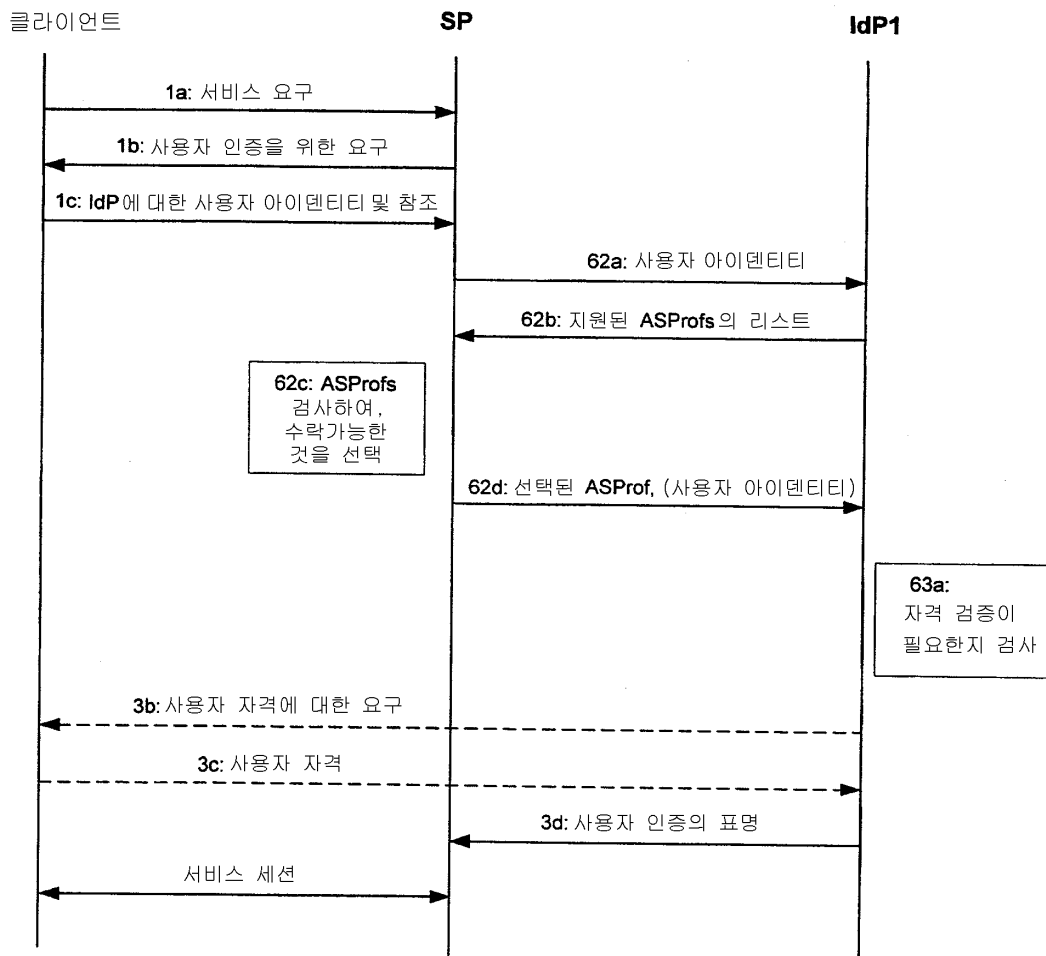 클라이언트
SP
IdP1
1a: 서비스 요구
1b: 사용자 인증을 위한 요구
1c: IdP에 대한 사용자 아이덴티티 및 참조
62a: 사용자 아이덴티티
62b: 지원된 ASProfs의 리스트
62c: ASProfs
검사하여,
수락가능한
것을 선택
62d: 선택된 ASProf, (사용자 아이덴티티)
63a:
자격 검증이
필요한지 검사
3b: 사용자 자격에 대한 요구
3c: 사용자 자격
3d: 사용자 인증의 표명
서비스 세션